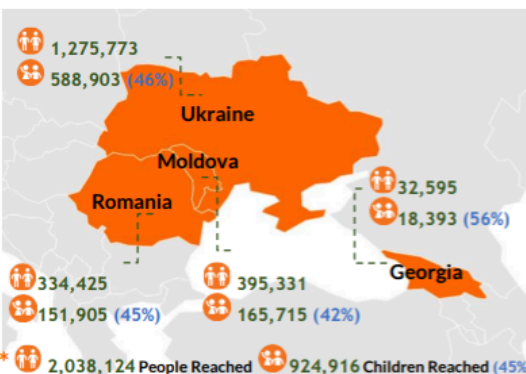 1,275,773
588,903 (46%)
Ukraine
Moldova
Romania
32,595
18,393 (56%)
Georgia
334,425
151,905 (45%)
395,331
165,715 (42%)
* 2,038,124 People Reached 924,916 Children Reached (45%